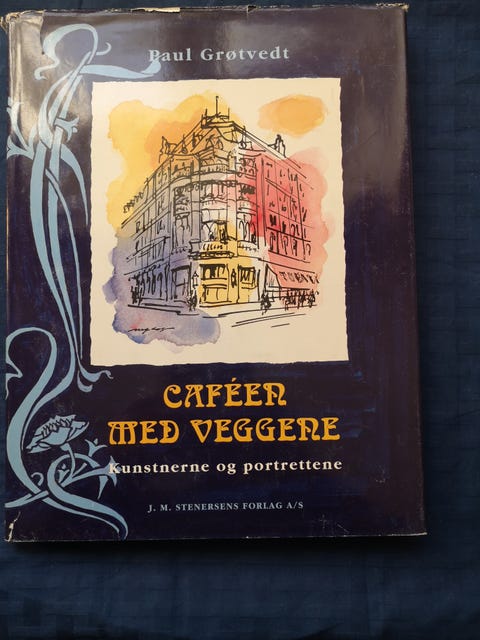 Paul Grøtvedt
CAFÉEN
MED VEGGENE
Kunstnerne og portrettene
J. M. STENERSENS FORLAG A/S